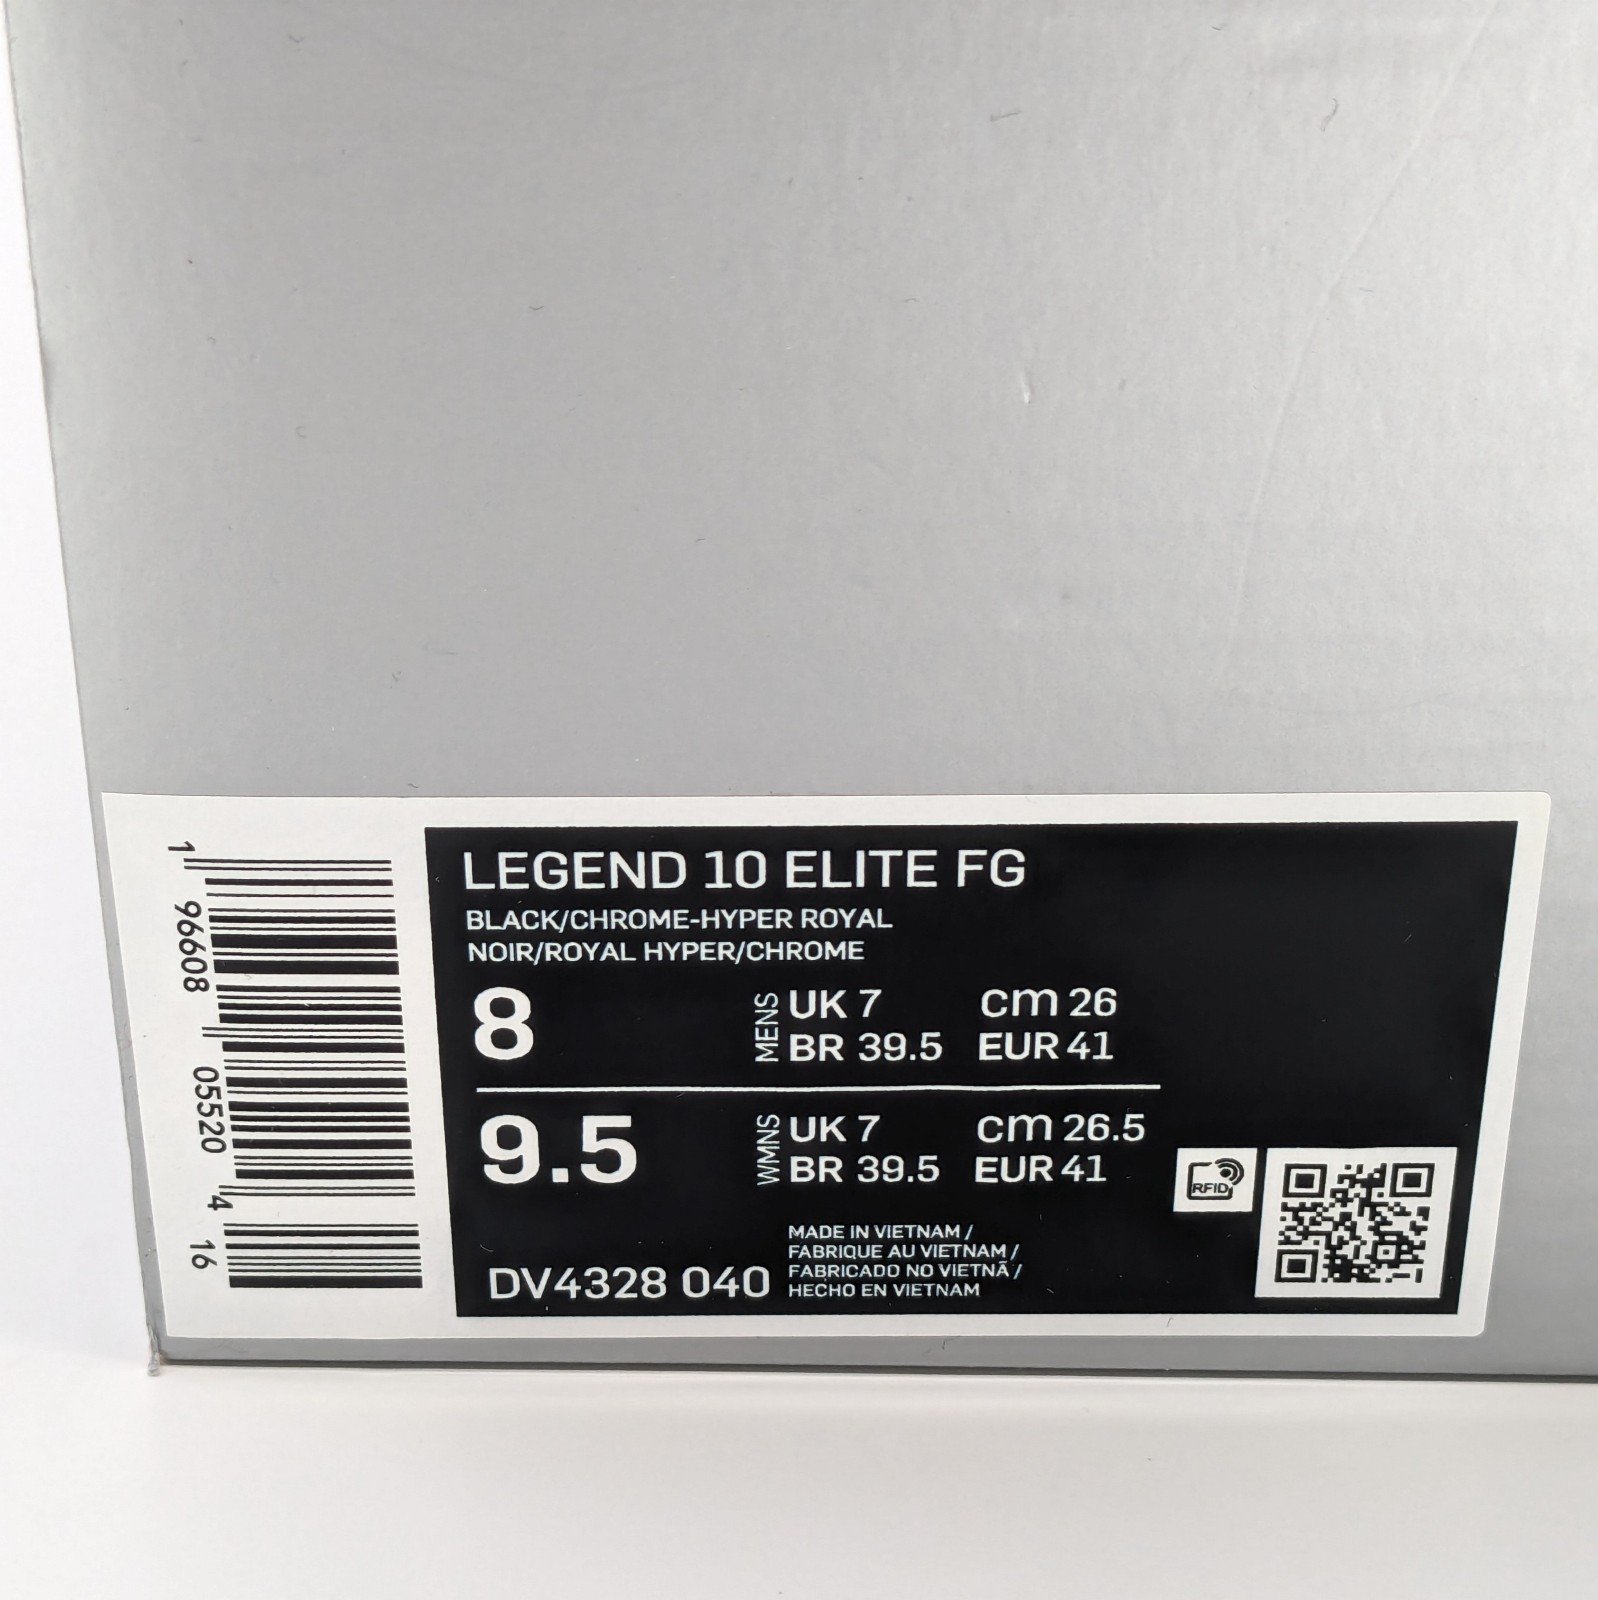 LEGEND 10 ELITE FG
BLACK/CHROME-HYPER ROYAL
NOIR/ROYAL HYPER/CHROME
8
MENS
UK 7 cm 26
BR 39.5 EUR 41
9.5
WMNS
UK 7 cm 26.5
BR 39.5 EUR 41
DV4328 040
MADE IN VIETNAM /
FABRIQUE AU VIETNAM /
FABRICADO NO VIETNÃ /
HECHO EN VIETNAM
RFID
1 96608 05520 4 16